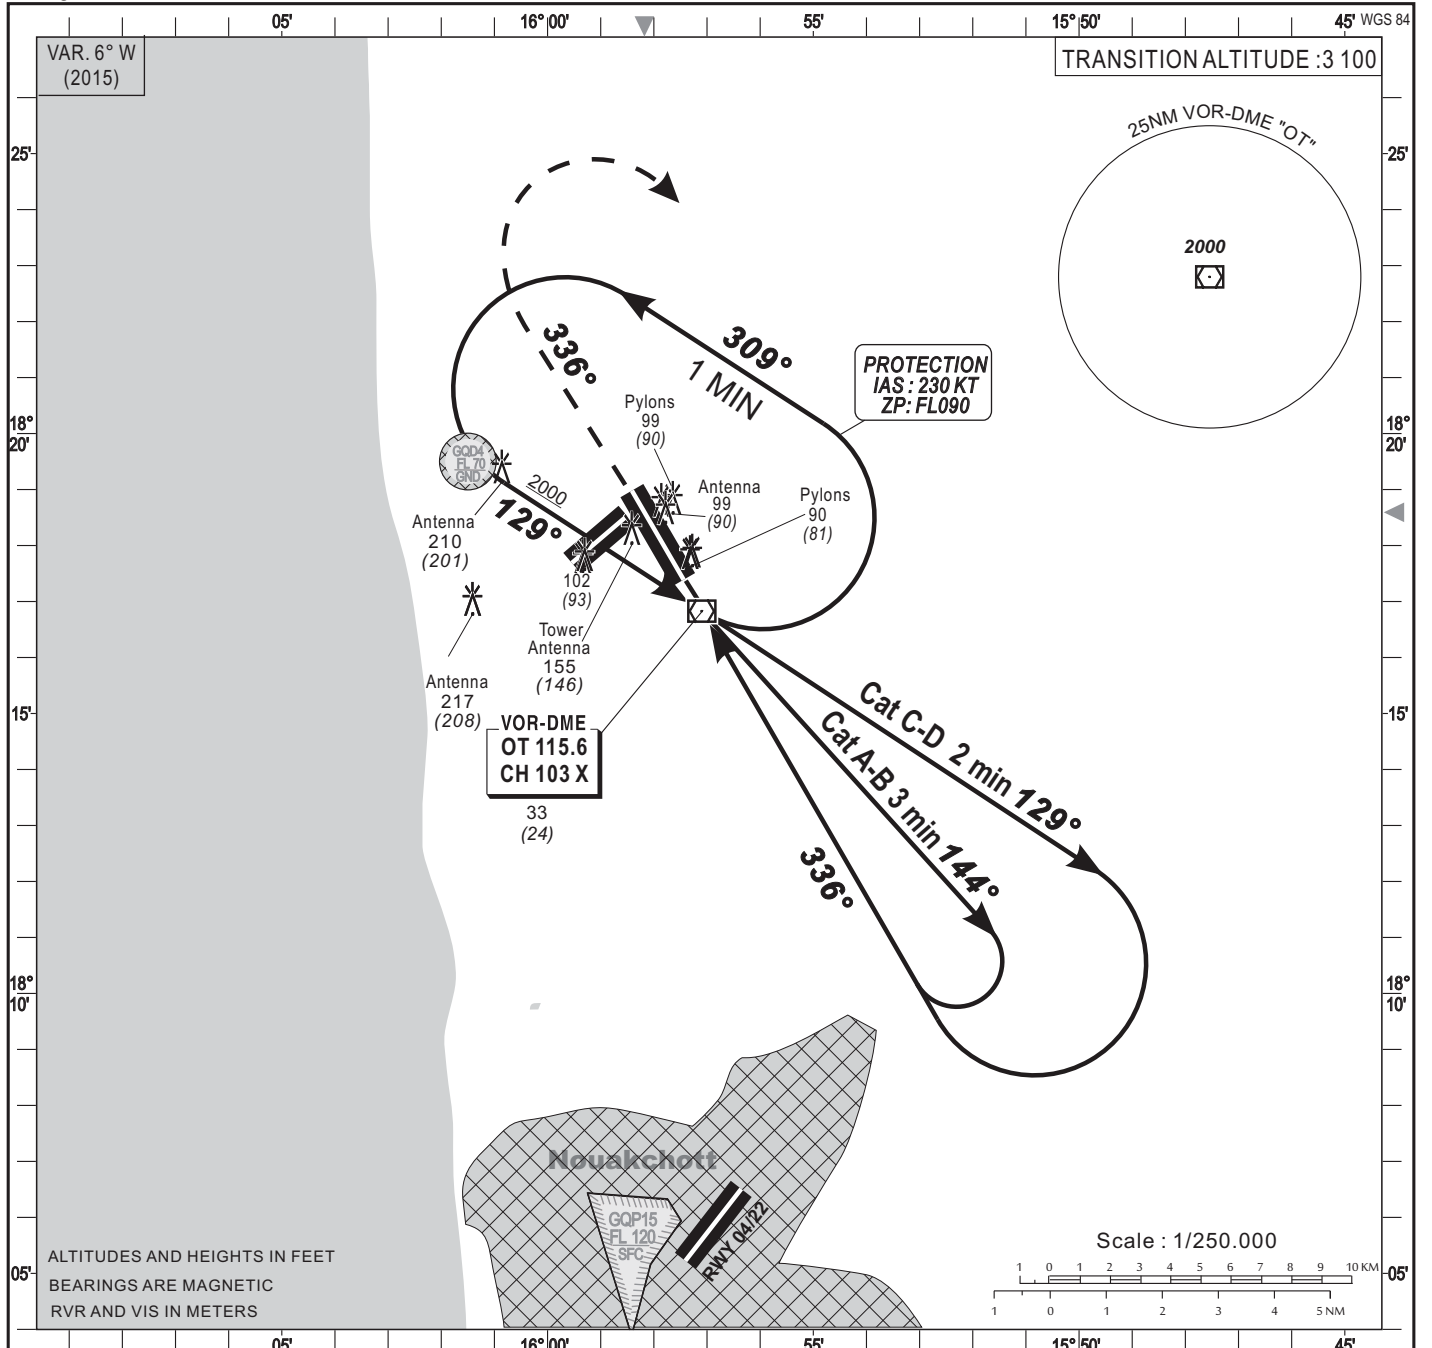 05'
16° 00'
55'
15° 50'
45'
WGS 84
VAR. 6° W
(2015)
TRANSITION ALTITUDE :3 100
25NM VOR-DME "OT"
2000
25'
25'
336°
309°
1 MIN
PROTECTION
IAS : 230 KT
ZP: FL090
Pylons
99
(90)
18°
20'
18°
20'
GQD4
FL 70
GND
2000
129°
Antenna
99
(90)
Pylons
90
(81)
Antenna
210
(201)
102
(93)
Tower
Antenna
155
(146)
Antenna
217
(208)
15'
15'
VOR-DME
OT 115.6
CH 103 X
33
(24)
Cat C-D 2 min 129°
Cat A-B 3 min 144°
336°
18°
10'
18°
10'
Nouakchott
GQP15
FL 120
SFC
RWY 04/22
ALTITUDES AND HEIGHTS IN FEET
BEARINGS ARE MAGNETIC
RVR AND VIS IN METERS
Scale : 1/250.000
1 0 1 2 3 4 5 6 7 8 9 10 KM
1 0 1 2 3 4 5 NM
05'
05'
05'
16° 00'
55'
15° 50'
45'